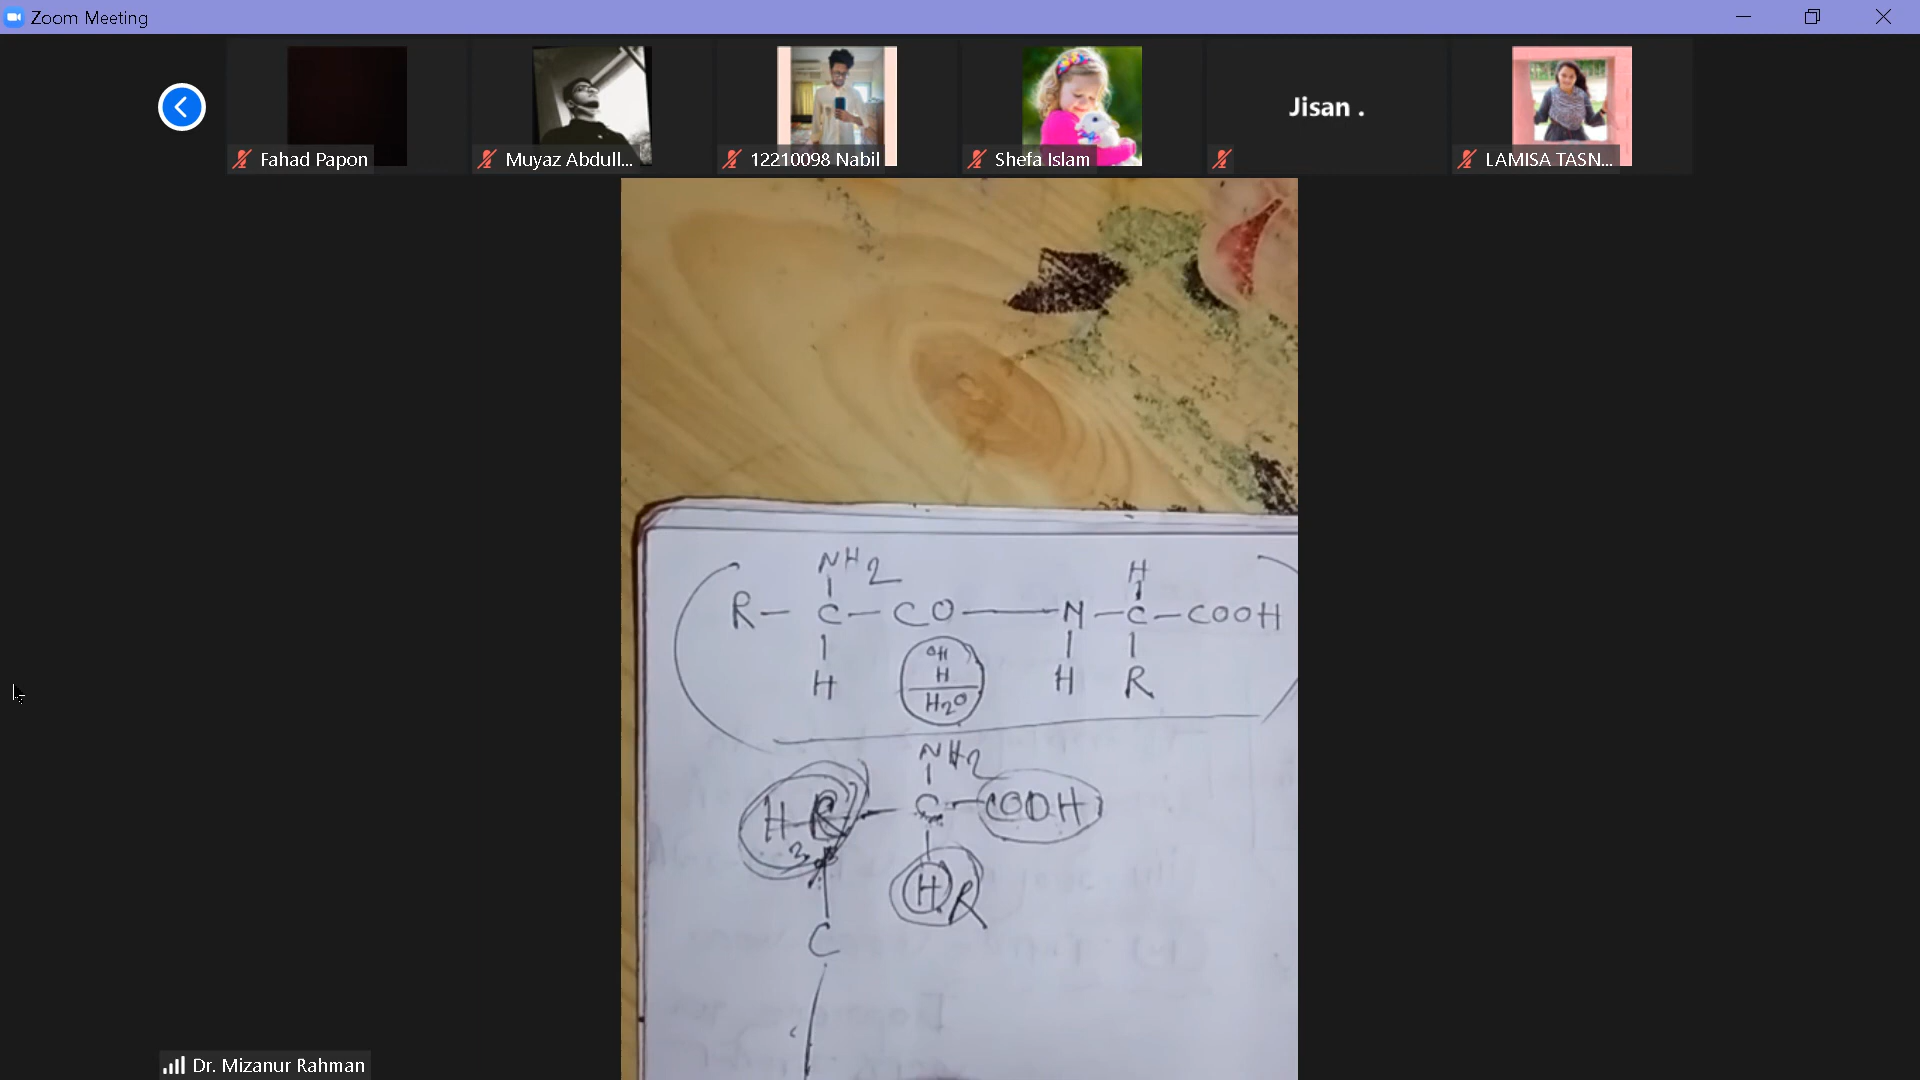 Zoom Meeting
Jisan .
Fahad Papon
Muyaz Abdull...
12210098 Nabil
Shefa Islam
LAMISA TASN...
NH2 H
R — C — CO — N — C — COOH
OH
H
H2O
H H R
NH2
H R — C — COOH
3
H R
C
Dr. Mizanur Rahman